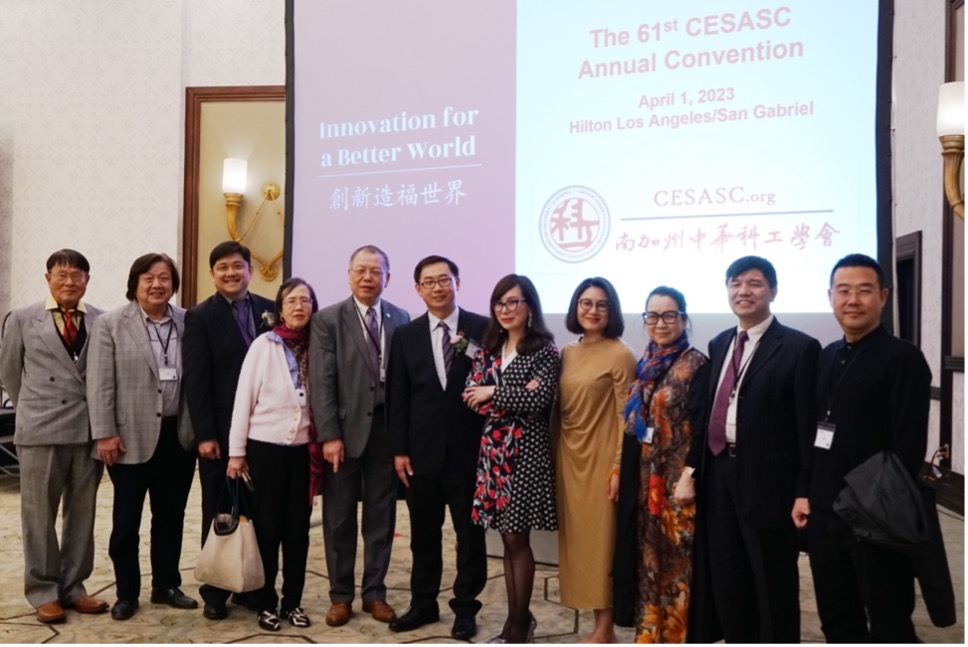 Innovation for
a Better World
創新造福世界
The 61st CESASC
Annual Convention
April 1, 2023
Hilton Los Angeles/San Gabriel
CESASC.org
南加州中華科工學會